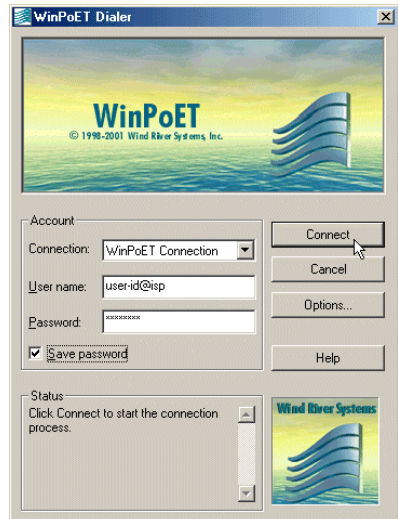 WinPoET Dialer
WinPoET
© 1998-2001 Wind River Systems, Inc.
Account
Connection: WinPoET Connection
User name: user-id@isp
Password: ××××××××
Save password
Connect
Cancel
Options...
Help
Status
Click Connect to start the connection
process.
Wind River Systems